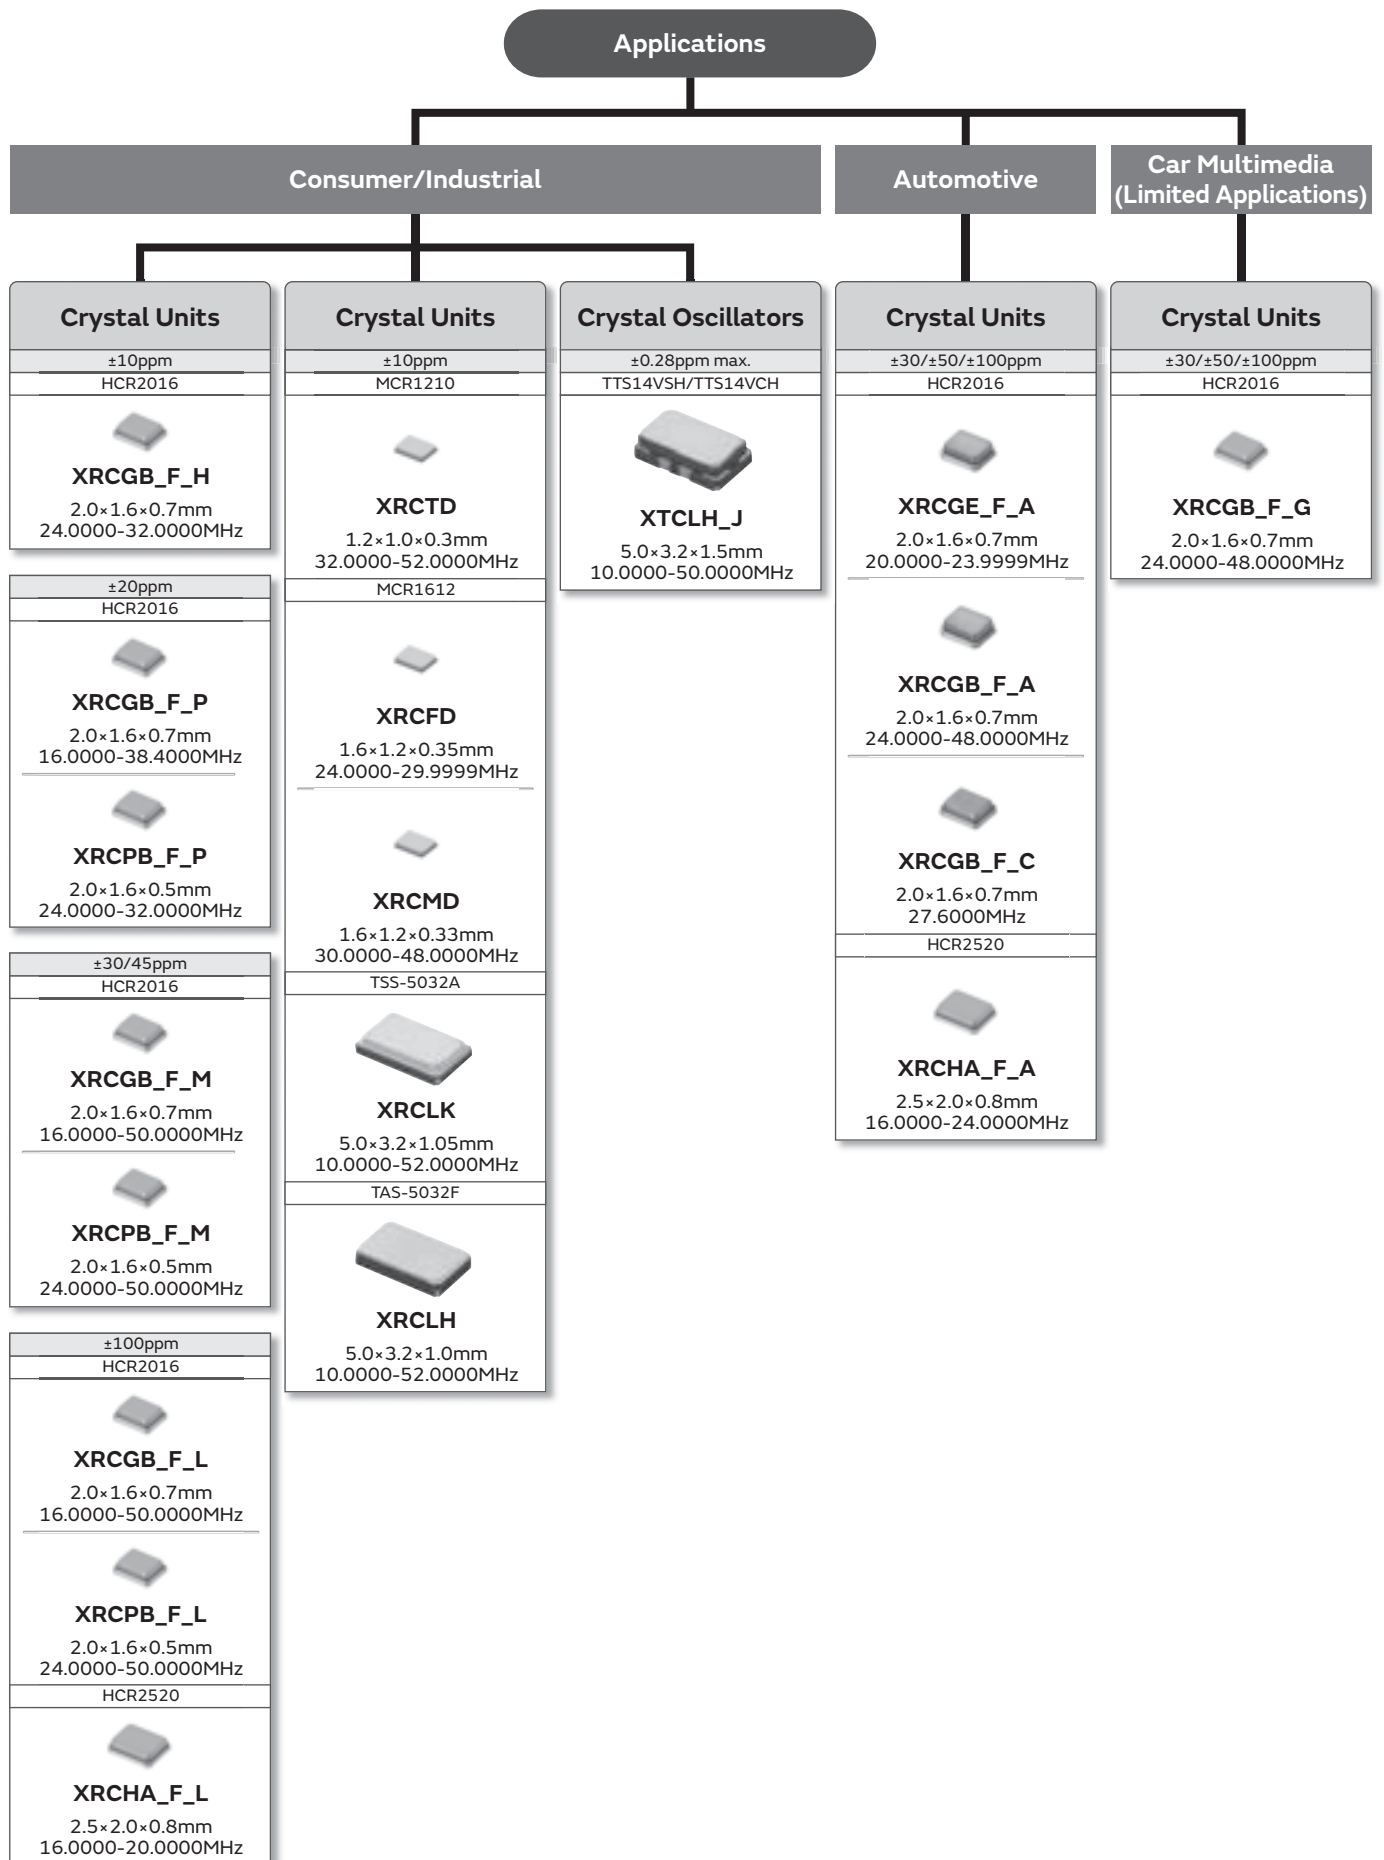 Applications
Consumer/Industrial
Automotive
Car Multimedia
(Limited Applications)
Crystal Units
±10ppm
HCR2016
XRCGB_F_H
2.0×1.6×0.7mm
24.0000-32.0000MHz
±20ppm
HCR2016
XRCGB_F_P
2.0×1.6×0.7mm
16.0000-38.4000MHz
XRCPB_F_P
2.0×1.6×0.5mm
24.0000-32.0000MHz
±30/45ppm
HCR2016
XRCGB_F_M
2.0×1.6×0.7mm
16.0000-50.0000MHz
XRCPB_F_M
2.0×1.6×0.5mm
24.0000-50.0000MHz
±100ppm
HCR2016
XRCGB_F_L
2.0×1.6×0.7mm
16.0000-50.0000MHz
XRCPB_F_L
2.0×1.6×0.5mm
24.0000-50.0000MHz
HCR2520
XRCHA_F_L
2.5×2.0×0.8mm
16.0000-20.0000MHz
Crystal Units
±10ppm
MCR1210
XRCTD
1.2×1.0×0.3mm
32.0000-52.0000MHz
MCR1612
XRCFD
1.6×1.2×0.35mm
24.0000-29.9999MHz
XRCMD
1.6×1.2×0.33mm
30.0000-48.0000MHz
TSS-5032A
XRCLK
5.0×3.2×1.05mm
10.0000-52.0000MHz
TAS-5032F
XRCLH
5.0×3.2×1.0mm
10.0000-52.0000MHz
Crystal Oscillators
±0.28ppm max.
TTS14VSH/TTS14VCH
XTCLH_J
5.0×3.2×1.5mm
10.0000-50.0000MHz
Crystal Units
±30/±50/±100ppm
HCR2016
XRCGE_F_A
2.0×1.6×0.7mm
20.0000-23.9999MHz
XRCGB_F_A
2.0×1.6×0.7mm
24.0000-48.0000MHz
XRCGB_F_C
2.0×1.6×0.7mm
27.6000MHz
HCR2520
XRCHA_F_A
2.5×2.0×0.8mm
16.0000-24.0000MHz
Crystal Units
±30/±50/±100ppm
HCR2016
XRCGB_F_G
2.0×1.6×0.7mm
24.0000-48.0000MHz